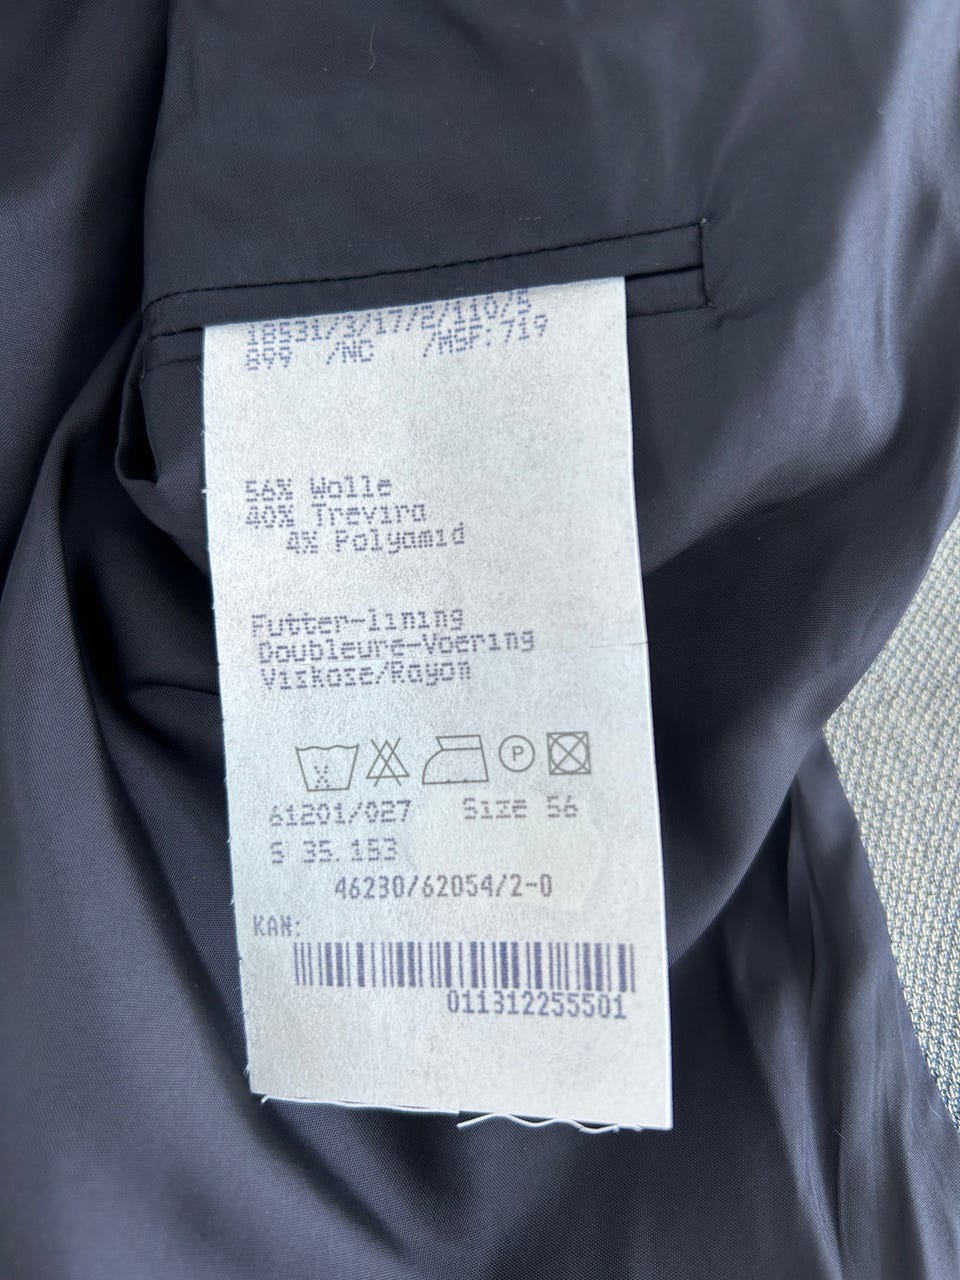 18531/3/17/2/110/5
899 /NC /MSF:719
56% Wolle
40% Trevira
4% Polyamid
Futter-lining
Doubleure-Voering
Viskose/Rayon
P
61201/027 Size 56
S 35.153
46230/62054/2-0
KAN:
011312255501